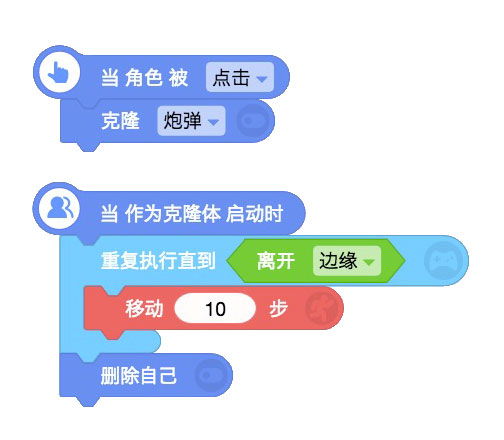 当 角色 被 点击
克隆 炮弹
当 作为克隆体 启动时
重复执行直到 离开 边缘
移动 10 步
删除自己